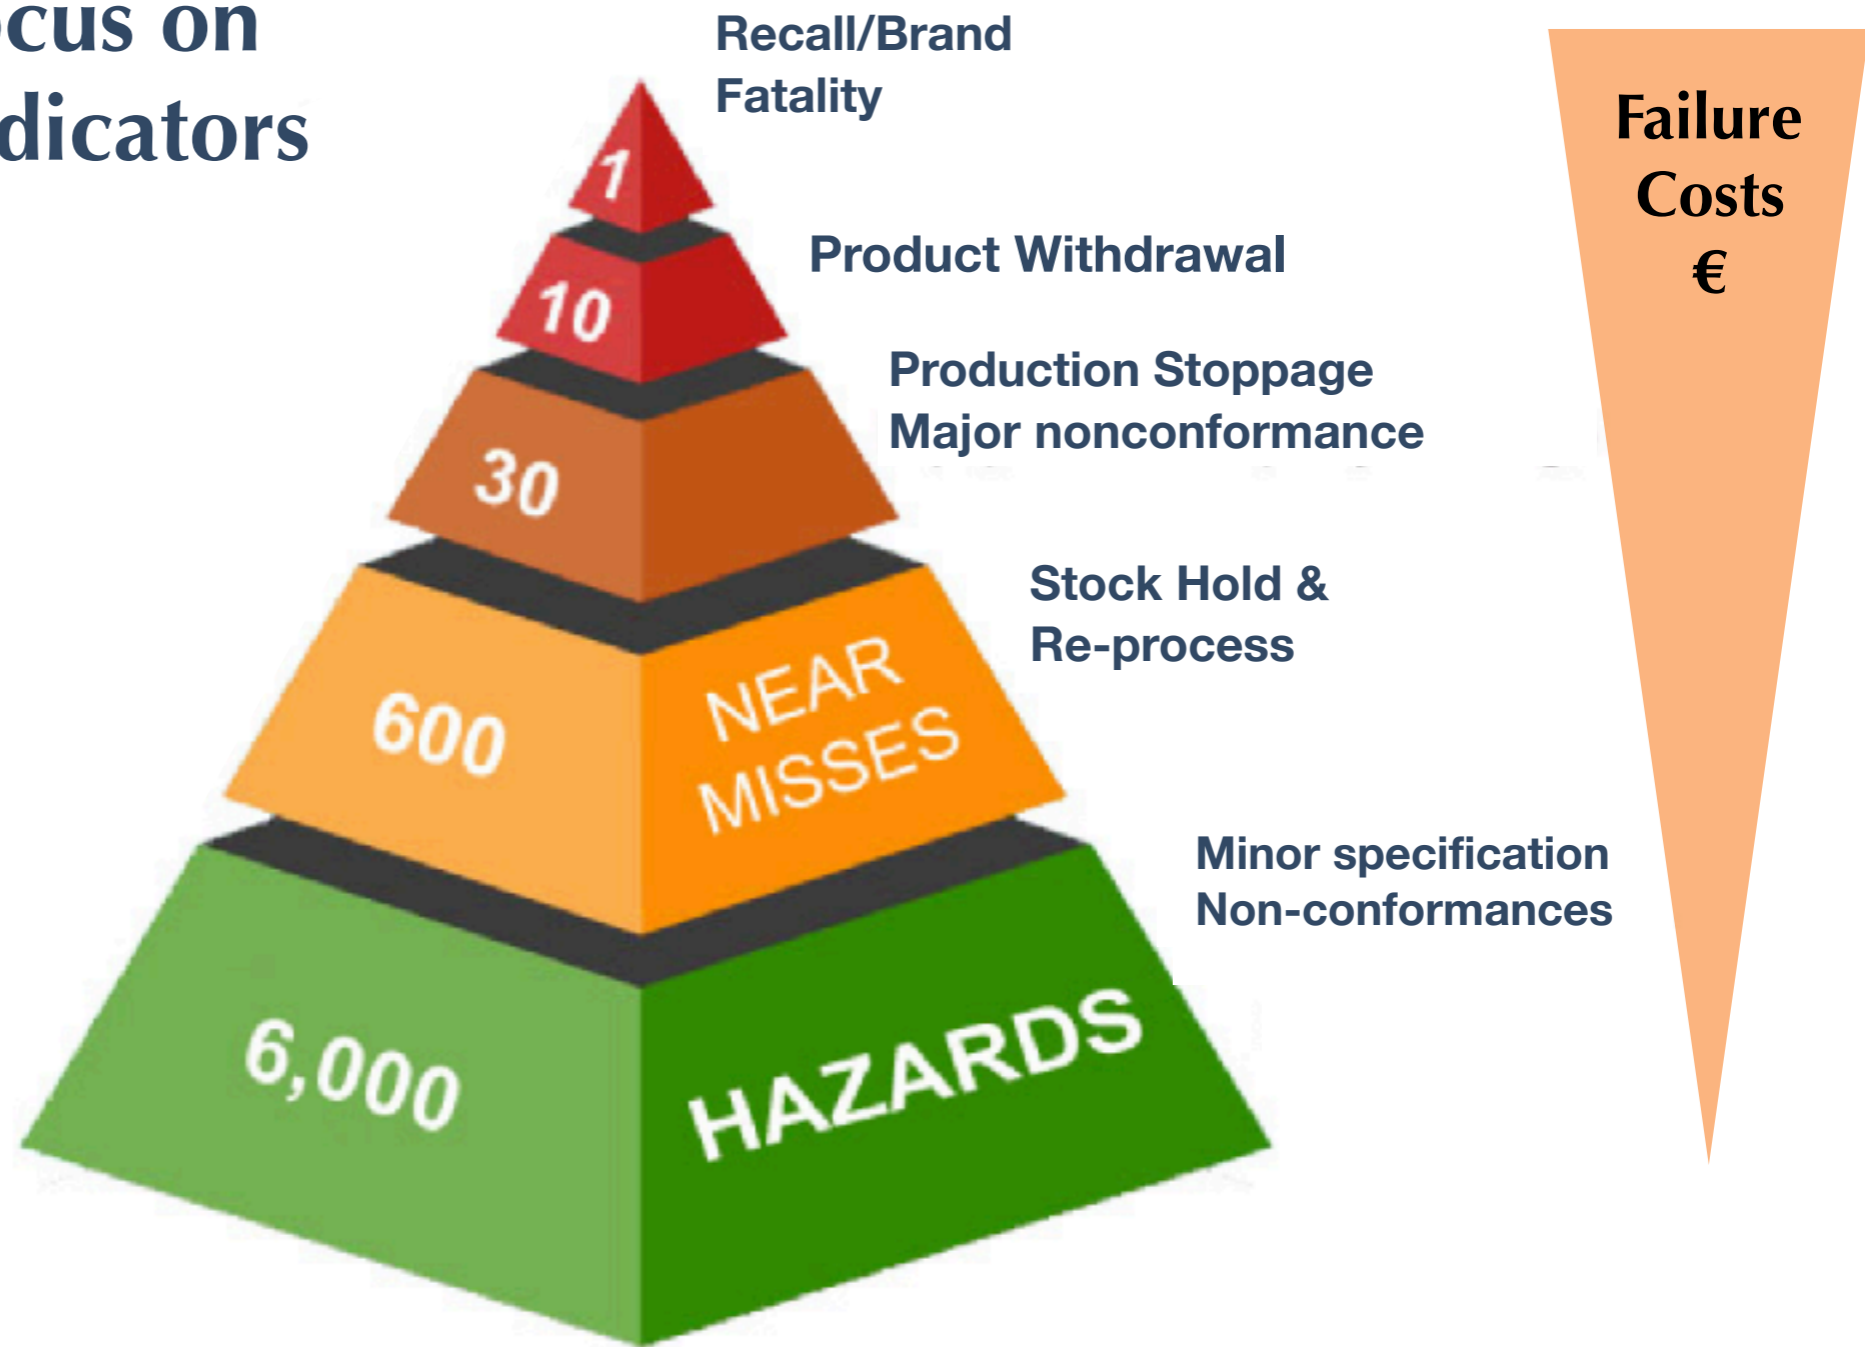 cus on
dicators
Recall/Brand
Fatality
1
Product Withdrawal
10
Production Stoppage
Major nonconformance
30
Stock Hold &
Re-process
600
NEAR
MISSES
Minor specification
Non-conformances
6,000
HAZARDS
Failure
Costs
€